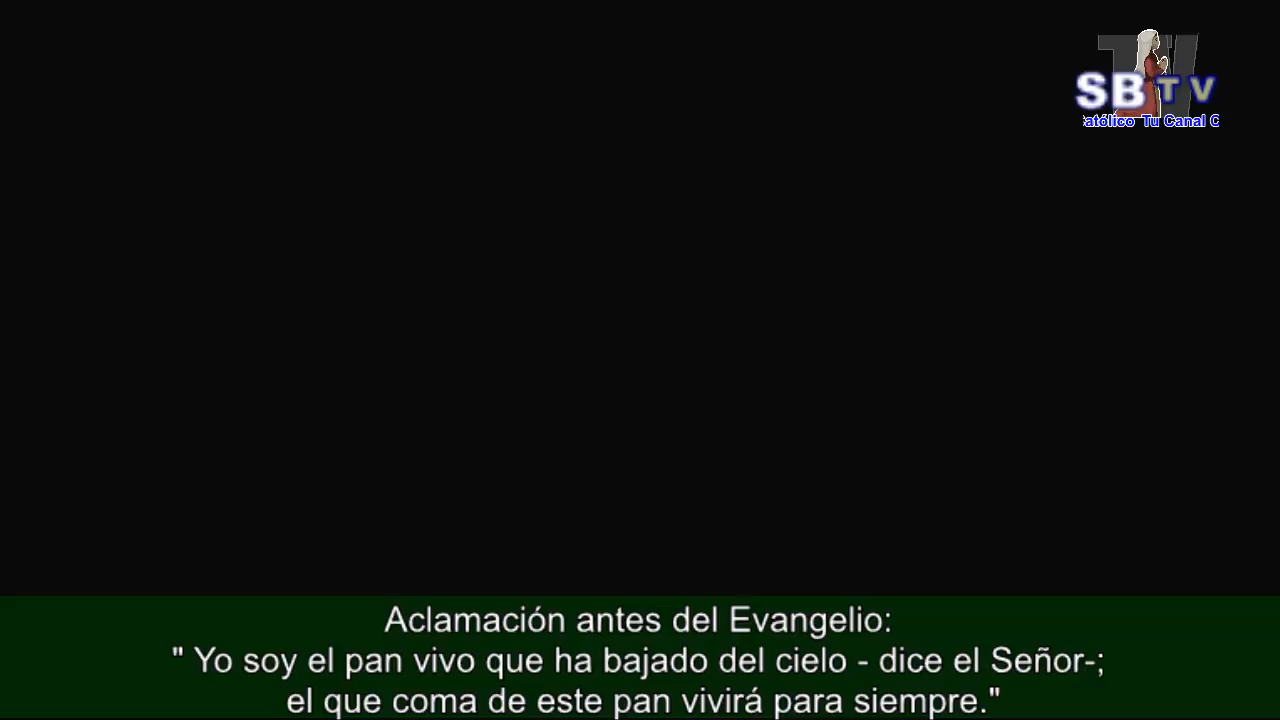 SBTV
atólico Tu Canal C
Aclamación antes del Evangelio:
" Yo soy el pan vivo que ha bajado del cielo - dice el Señor-;
el que coma de este pan vivirá para siempre."